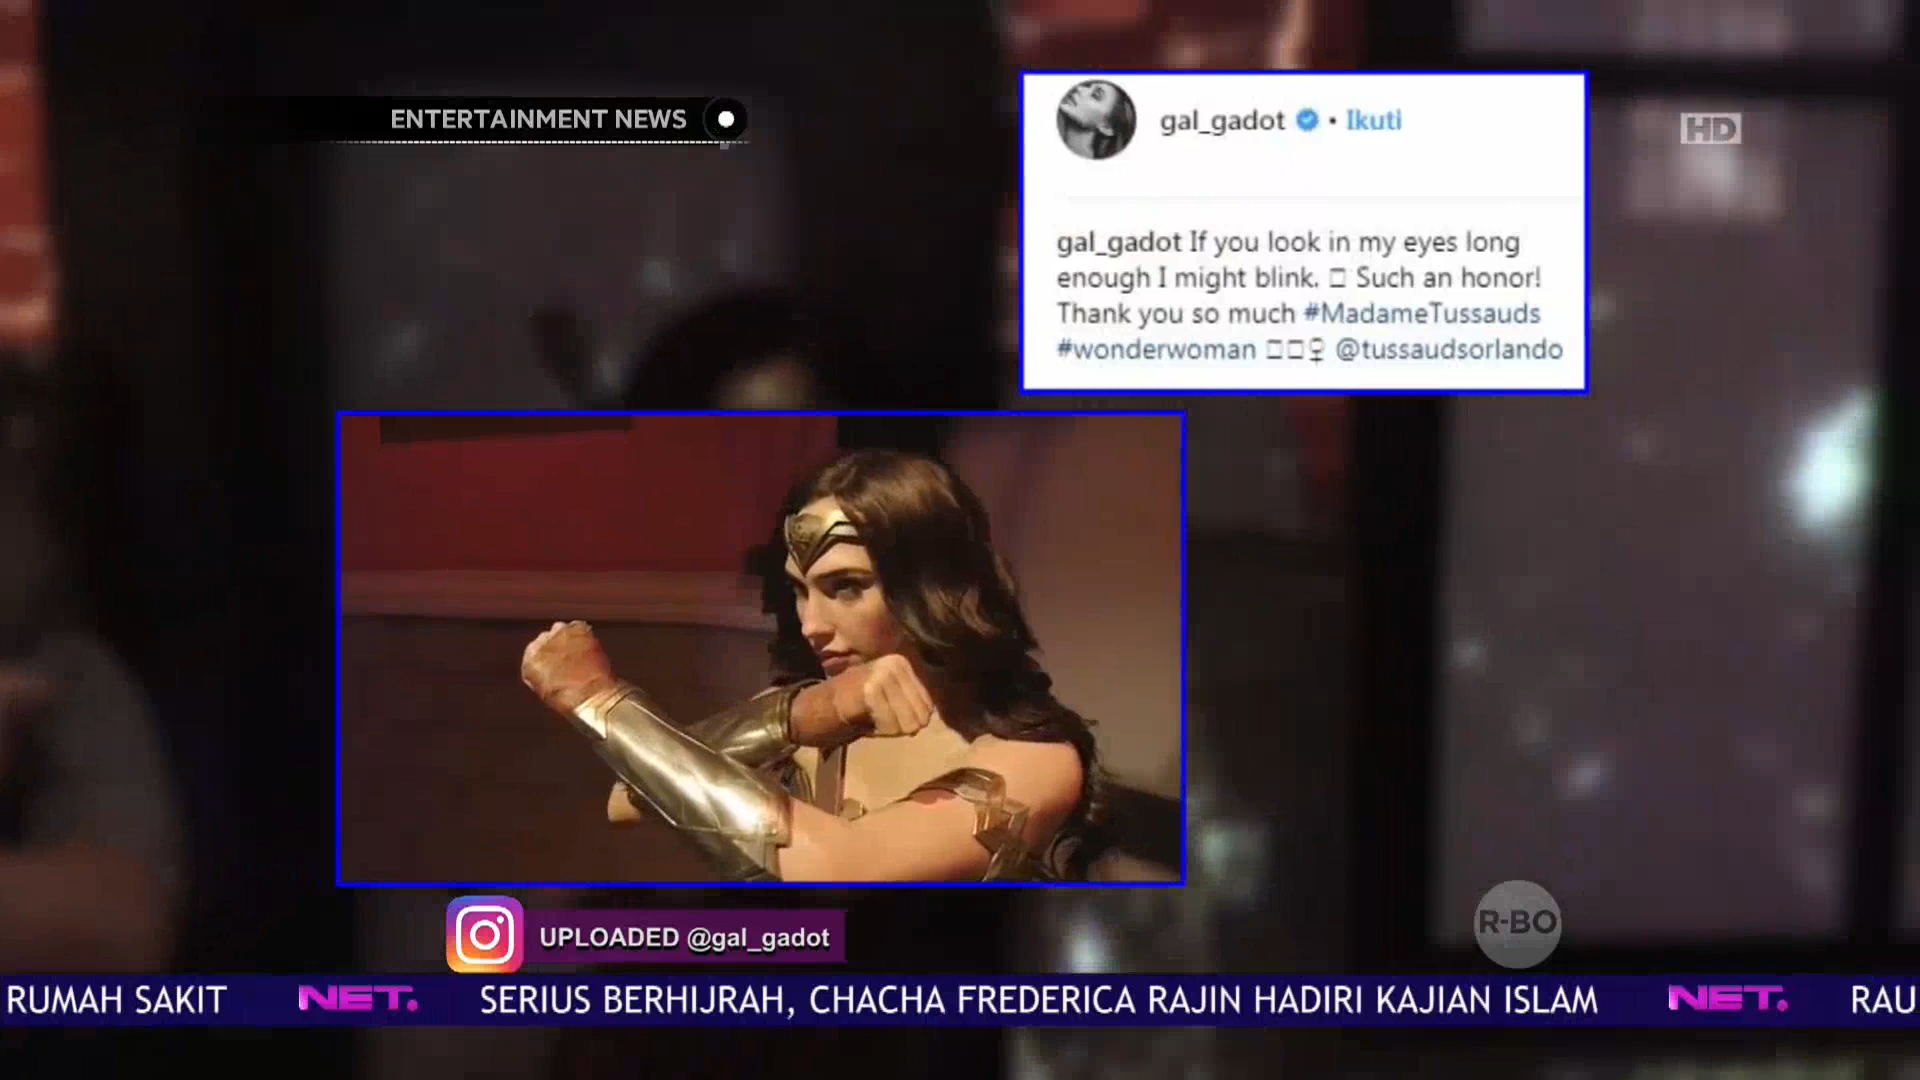 ENTERTAINMENT NEWS
gal_gadot • Ikuti
HD
gal_gadot If you look in my eyes long
enough I might blink. □ Such an honor!
Thank you so much #MadameTussauds
#wonderwoman □□♀ @tussaudsorlando
UPLOADED @gal_gadot
R-BO
RUMAH SAKIT NET. SERIUS BERHIJRAH, CHACHA FREDERICA RAJIN HADIRI KAJIAN ISLAM NET. RAU